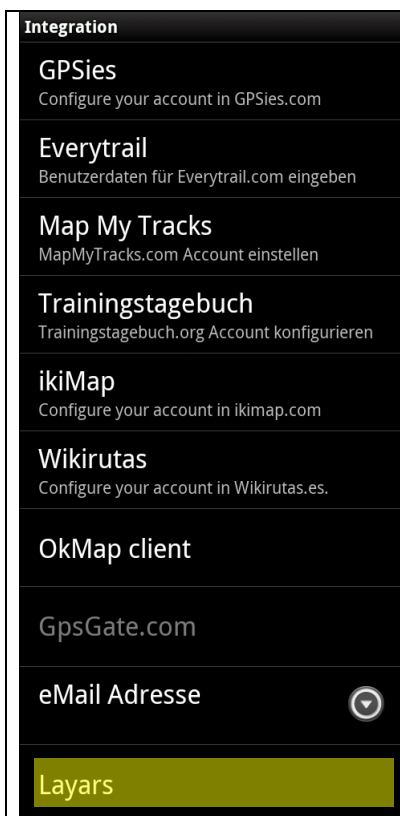 Integration
GPSies
Configure your account in GPSies.com
Everytrail
Benutzerdaten für Everytrail.com eingeben
Map My Tracks
MapMyTracks.com Account einstellen
Trainingstagebuch
Trainingstagebuch.org Account konfigurieren
ikiMap
Configure your account in ikimap.com
Wikirutas
Configure your account in Wikirutas.es.
OkMap client
GpsGate.com
eMail Adresse
Layars